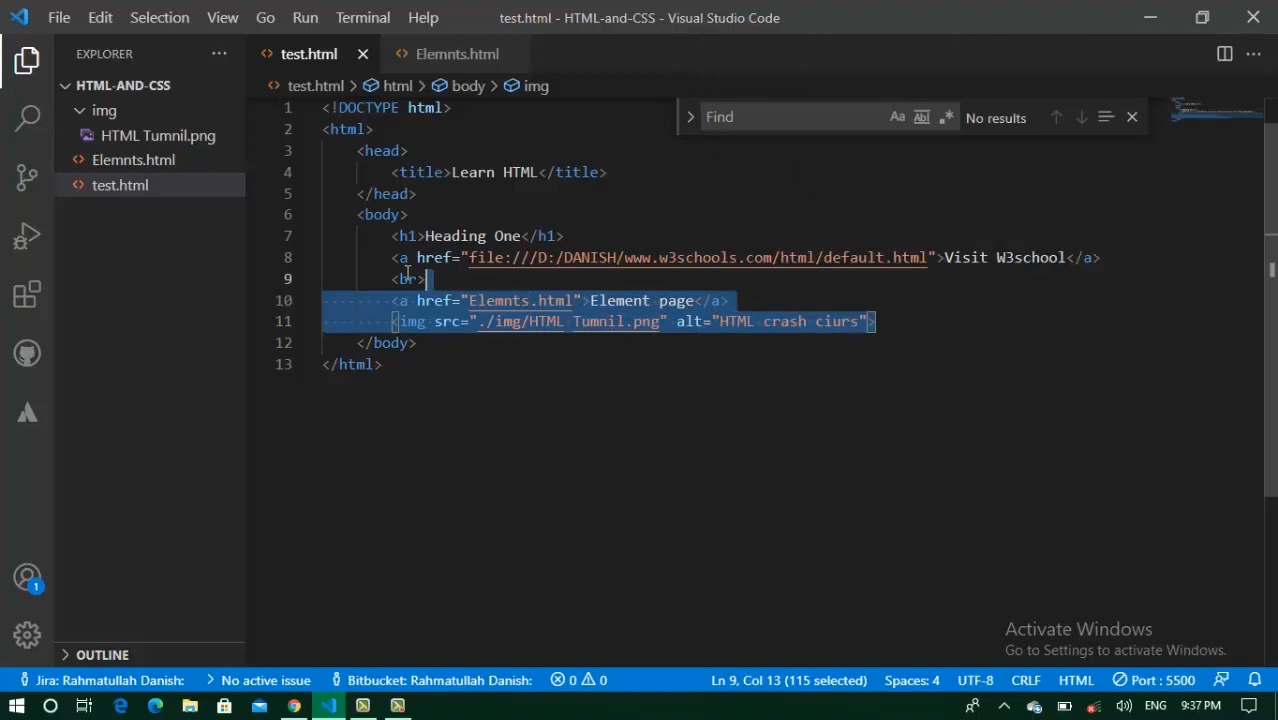 File Edit Selection View Go Run Terminal Help test.html - HTML-and-CSS - Visual Studio Code
EXPLORER ··· test.html Elemnts.html ···
HTML-AND-CSS test.html > html > body > img
img
HTML Tumnil.png
Elemnts.html
test.html
Find Aa Ab| .* No results
1 <!DOCTYPE html>
2 <html>
3 <head>
4 <title>Learn HTML</title>
5 </head>
6 <body>
7 <h1>Heading One</h1>
8 <a href="file:///D:/DANISH/www.w3schools.com/html/default.html">Visit W3school</a>
9 <br>
10 <a href="Elemnts.html">Element page</a>
11 <img src="./img/HTML Tumnil.png" alt="HTML crash ciurs">
12 </body>
13 </html>
1
Activate Windows
Go to Settings to activate Windows.
OUTLINE
Jira: Rahmatullah Danish: > No active issue Bitbucket: Rahmatullah Danish: 0 0 Ln 9, Col 13 (115 selected) Spaces: 4 UTF-8 CRLF HTML Port : 5500
ENG 9:37 PM